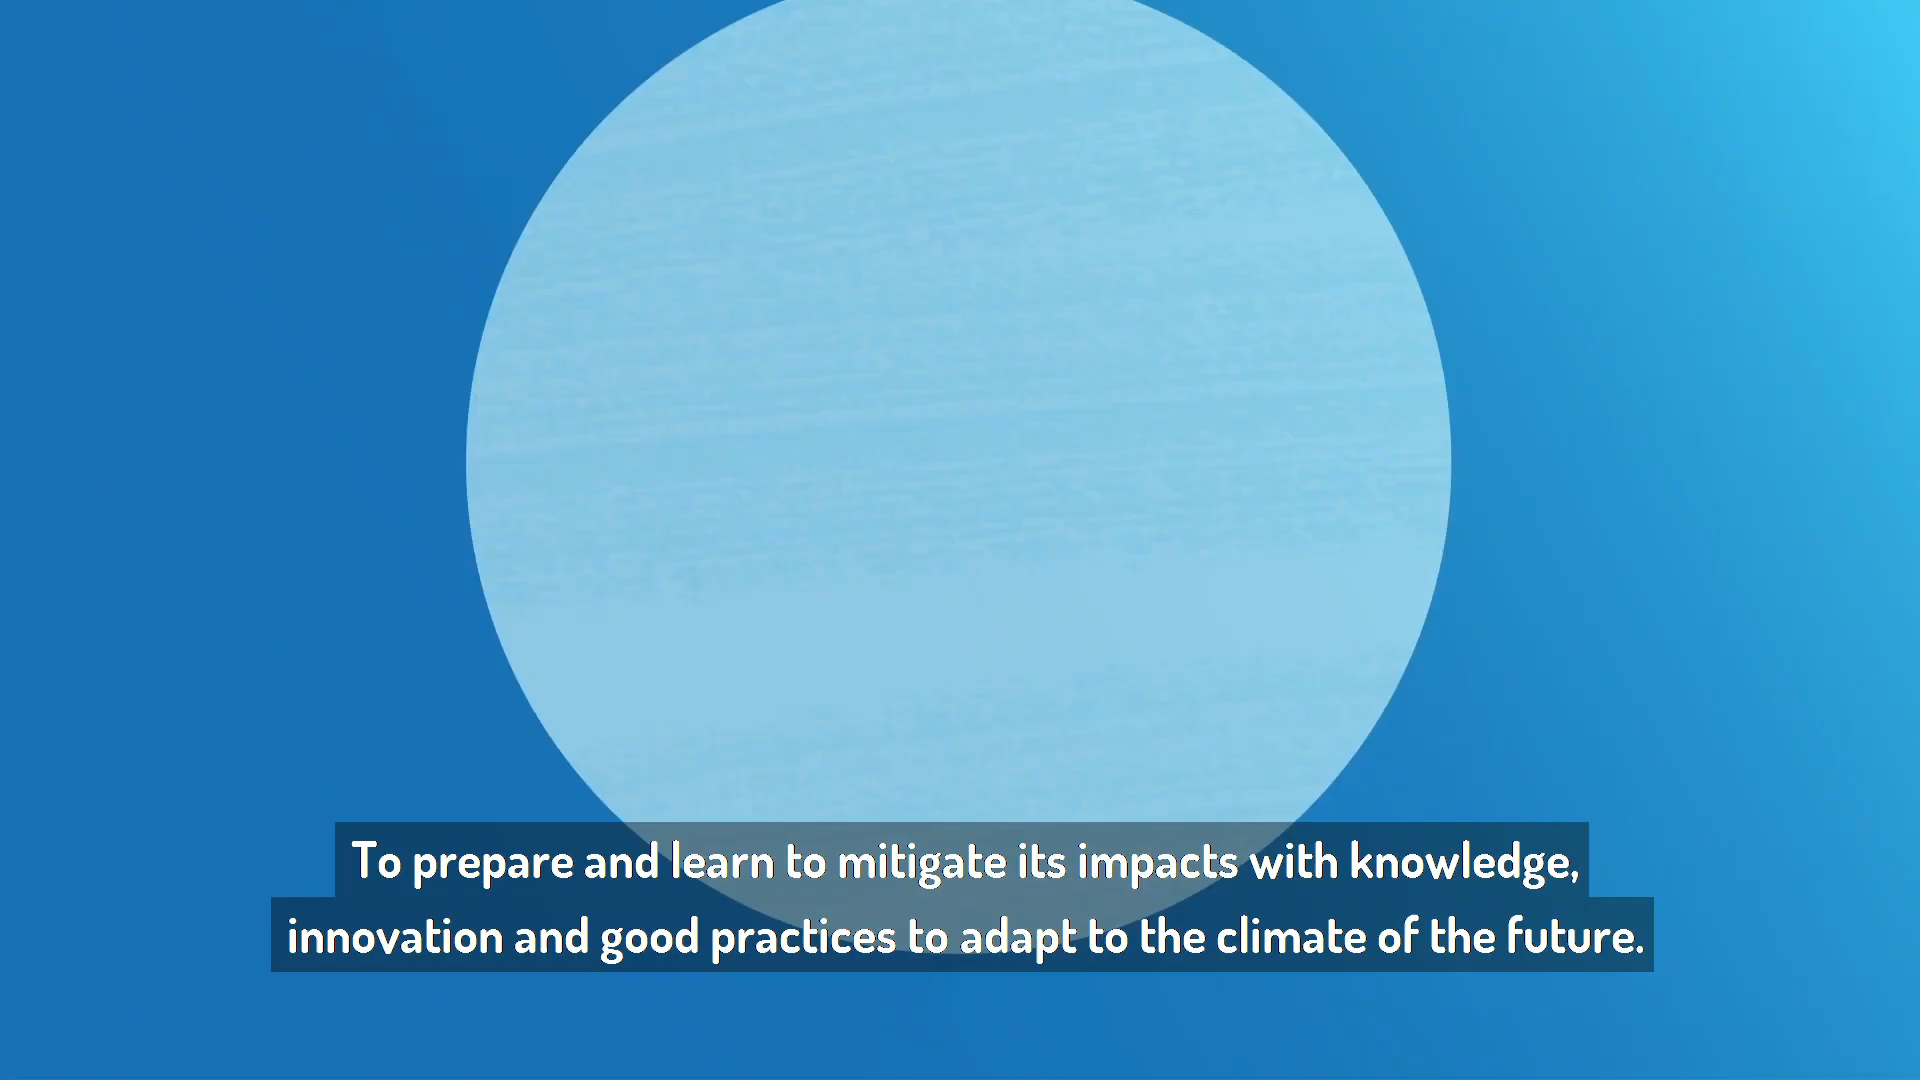 To prepare and learn to mitigate its impacts with knowledge,
innovation and good practices to adapt to the climate of the future.